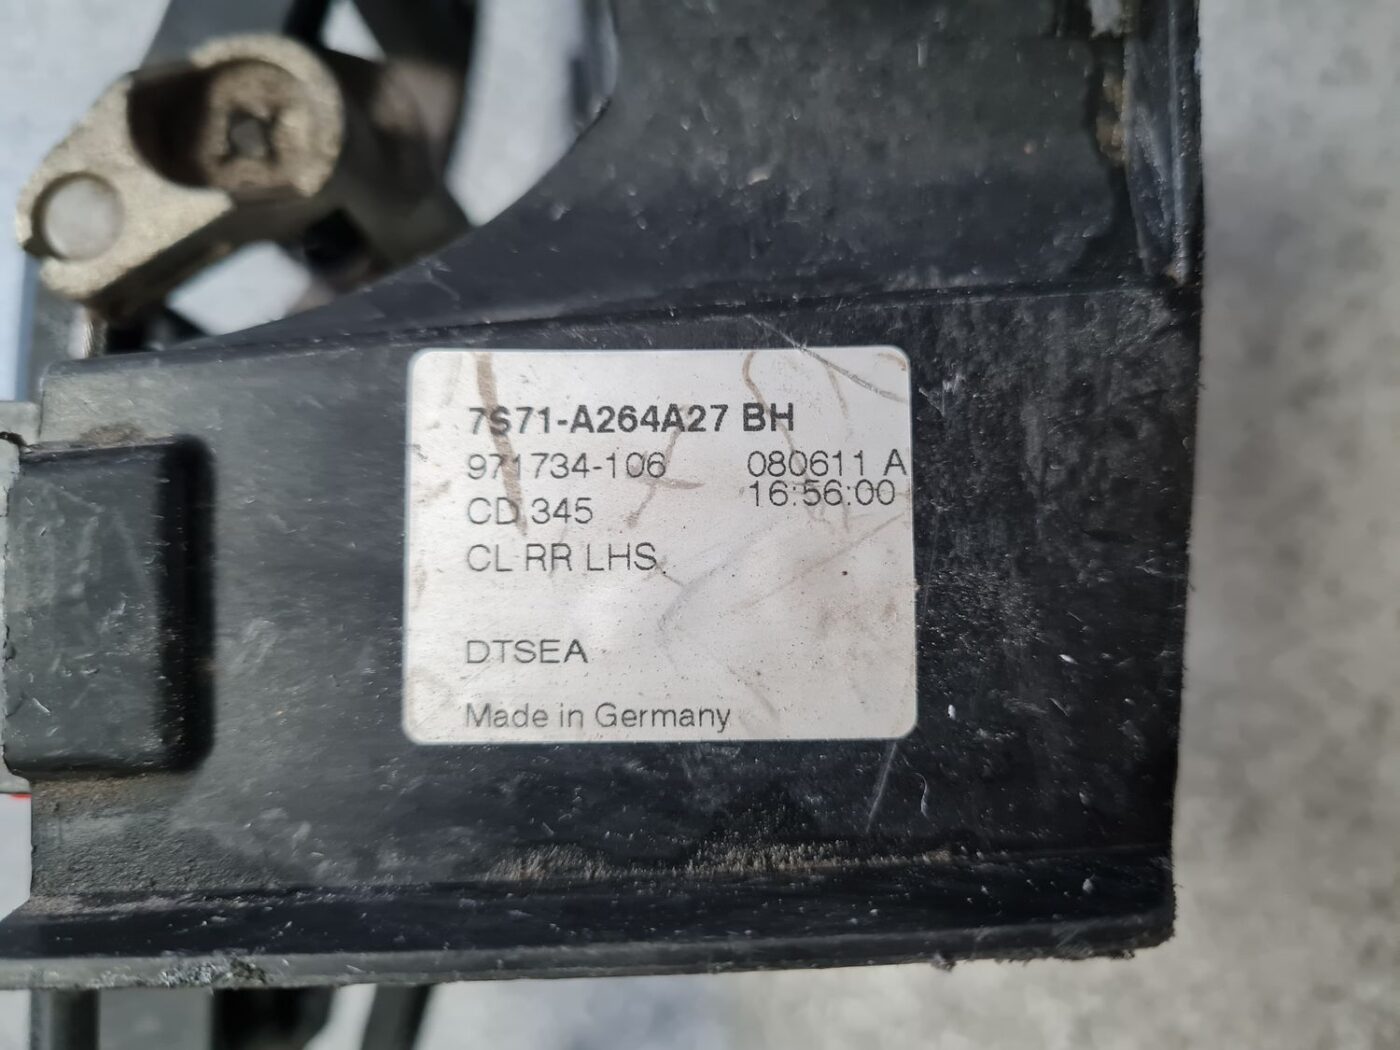 7S71-A264A27 BH
971734-106 080611 A
CD 345 16:56:00
CL RR LHS
DTSEA
Made in Germany